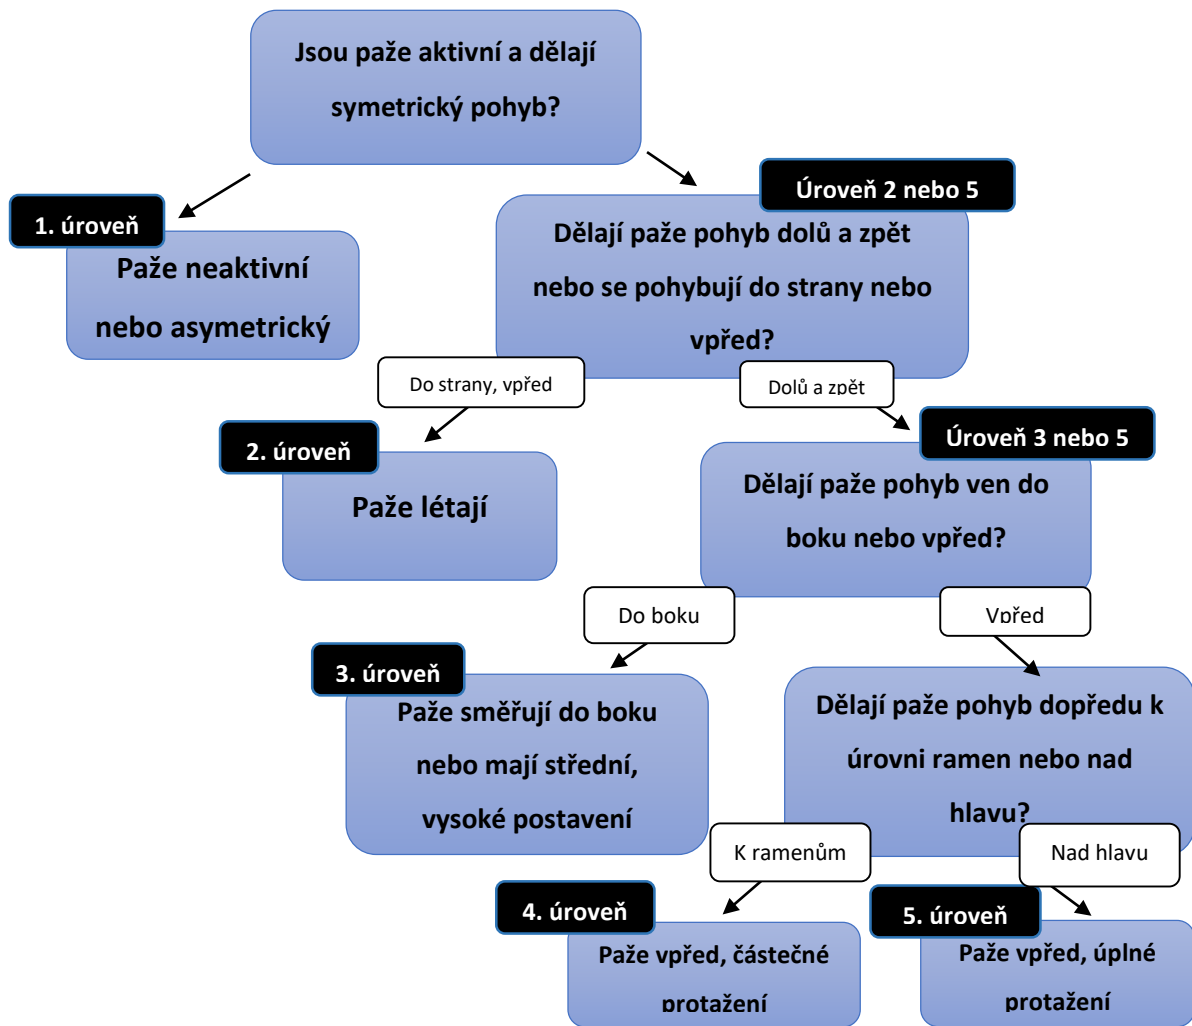 Jsou paže aktivní a dělají
symetrický pohyb?
Úroveň 2 nebo 5
1. úroveň
Paže neaktivní
nebo asymetrický
Dělají paže pohyb dolů a zpět
nebo se pohybují do strany nebo
vpřed?
Do strany, vpřed
Dolů a zpět
2. úroveň
Paže létají
Úroveň 3 nebo 5
Dělají paže pohyb ven do
boku nebo vpřed?
Do boku
Vpřed
3. úroveň
Paže směřují do boku
nebo mají střední,
vysoké postavení
Dělají paže pohyb dopředu k
úrovni ramen nebo nad
hlavu?
K ramenům
Nad hlavu
4. úroveň
Paže vpřed, částečné
protažení
5. úroveň
Paže vpřed, úplné
protažení